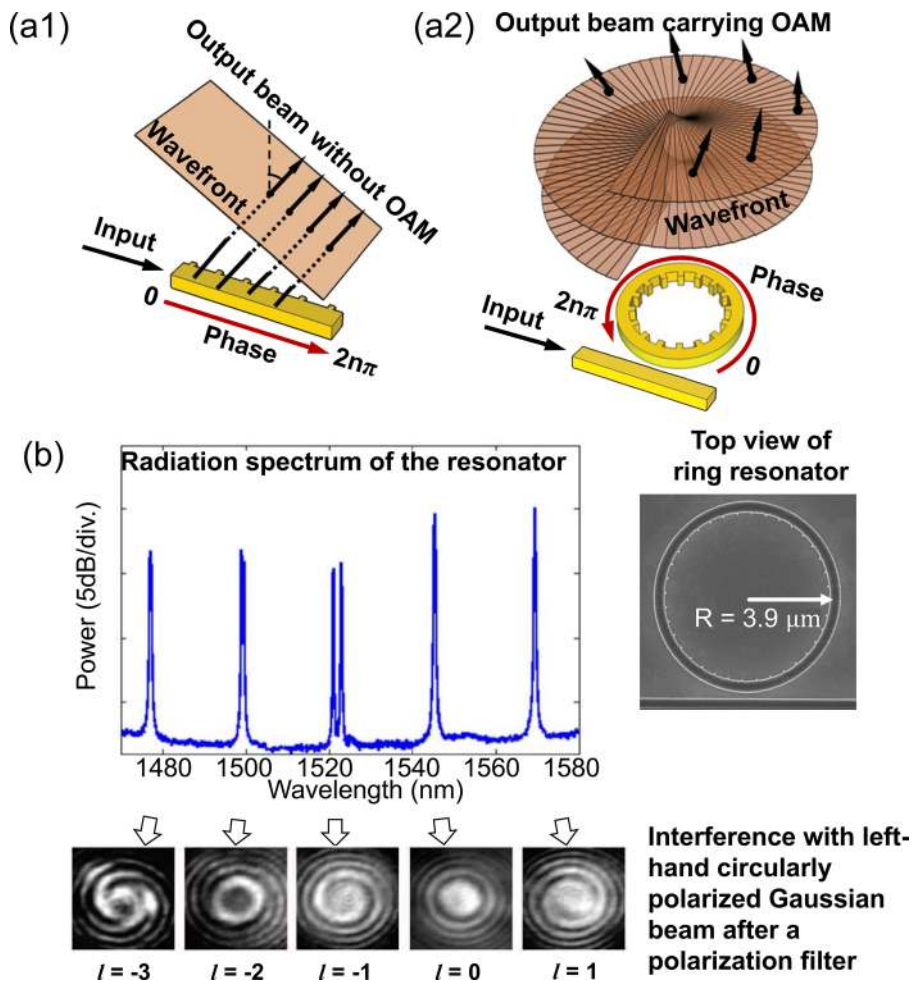 (a1)
Output beam without OAM
Wavefront
Input
0
Phase
2nπ
(a2)
Output beam carrying OAM
Wavefront
Phase
2nπ
Input
0
(b)
Radiation spectrum of the resonator
Power (5dB/div.)
1480 1500 1520 1540 1560 1580
Wavelength (nm)
Top view of
ring resonator
R = 3.9 μm
l = -3 l = -2 l = -1 l = 0 l = 1
Interference with left-
hand circularly
polarized Gaussian
beam after a
polarization filter